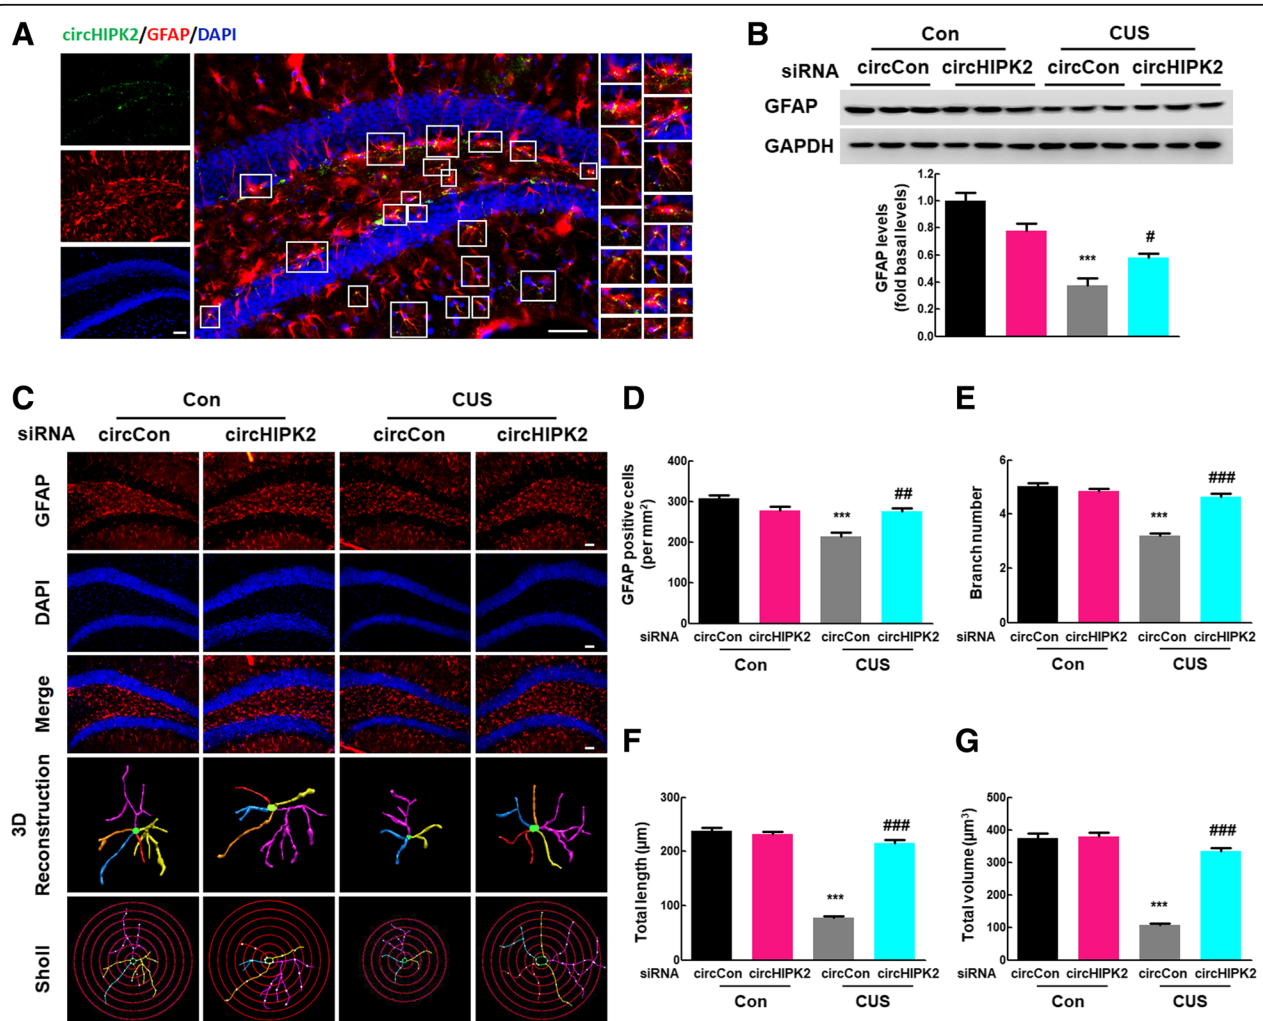 A
circHIPK2/GFAP/DAPI
B
Con CUS
siRNA circCon circHIPK2 circCon circHIPK2
GFAP
GAPDH
GFAP levels
(fold basal levels)
1.2
1.0
0.8
0.6
0.4
0.2
0.0
*** #
C
Con CUS
siRNA circCon circHIPK2 circCon circHIPK2
GFAP
DAPI
Merge
3D
Reconstruction
Sholl
D
GFAP positive cells
(per mm²)
400
300
200
100
0
*** ##
siRNA circCon circHIPK2 circCon circHIPK2
Con CUS
E
Branch number
6
4
2
0
*** ###
siRNA circCon circHIPK2 circCon circHIPK2
Con CUS
F
Total length (μm)
300
200
100
0
*** ###
siRNA circCon circHIPK2 circCon circHIPK2
Con CUS
G
Total volume (μm³)
500
400
300
200
100
0
*** ###
siRNA circCon circHIPK2 circCon circHIPK2
Con CUS